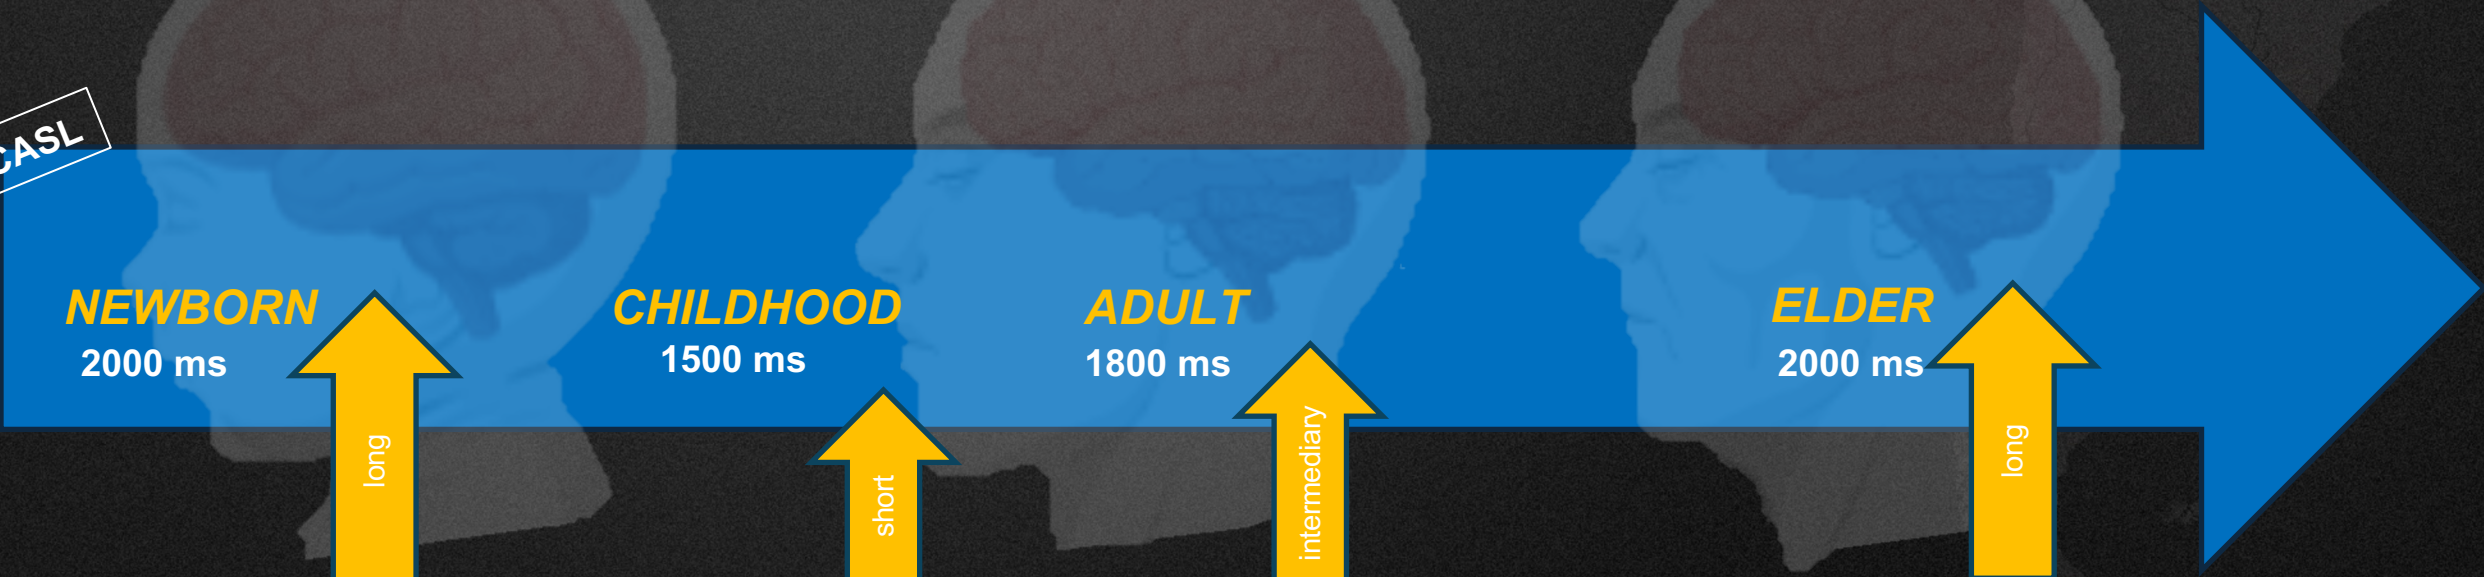 CASL
NEWBORN
2000 ms
long
CHILDHOOD
1500 ms
short
ADULT
1800 ms
intermediary
ELDER
2000 ms
long